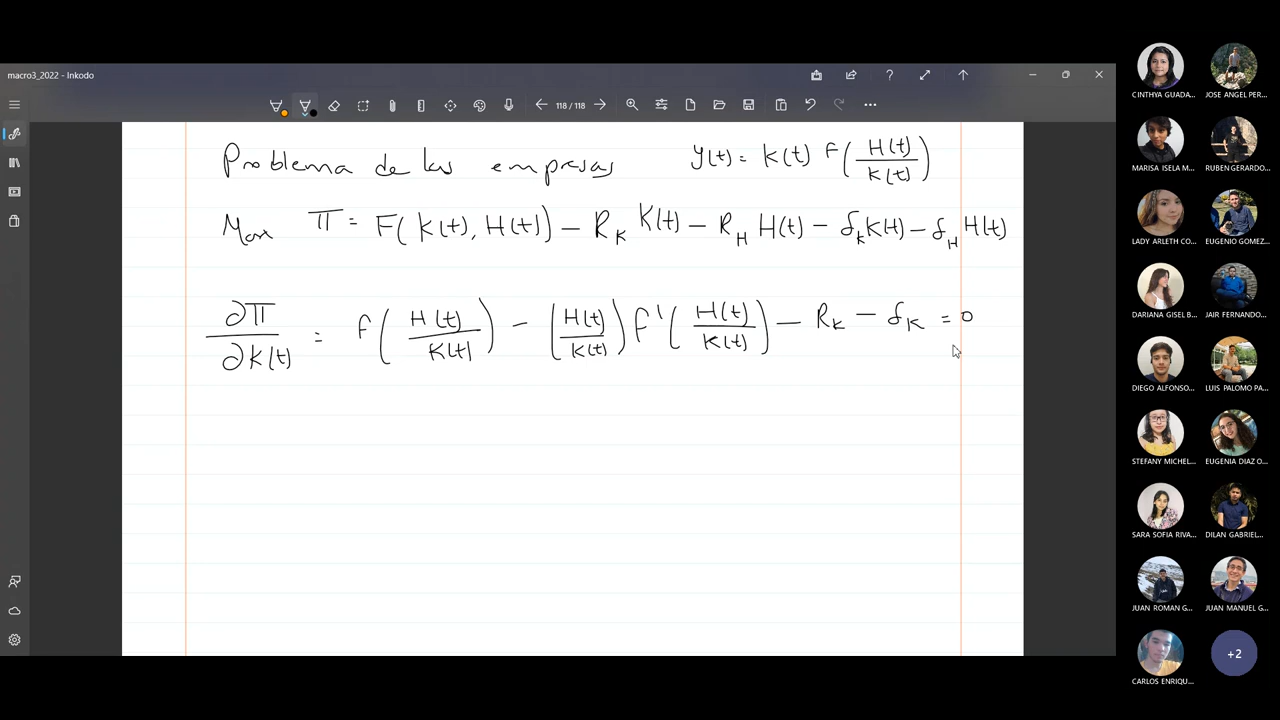 macro3_2022 - Inkodo
118 / 118
Problema de las empresas y(t) = K(t) f(H(t)/K(t))
Max π = F(K(t), H(t)) − R_K K(t) − R_H H(t) − δ_K K(t) − δ_H H(t)
∂π/∂K(t) = f(H(t)/K(t)) − (H(t)/K(t)) f'(H(t)/K(t)) − R_K − δ_K = 0
CINTHYA GUADA...
JOSE ANGEL PER...
MARISA ISELA M...
RUBEN GERARDO...
LADY ARLETH CO...
EUGENIO GOMEZ...
DARIANA GISEL B...
JAIR FERNANDO...
DIEGO ALFONSO...
LUIS PALOMO PA...
STEFANY MICHEL...
EUGENIA DIAZ O...
SARA SOFIA RIVA...
DILAN GABRIEL...
JUAN ROMAN G...
JUAN MANUEL G...
CARLOS ENRIQU...
+2